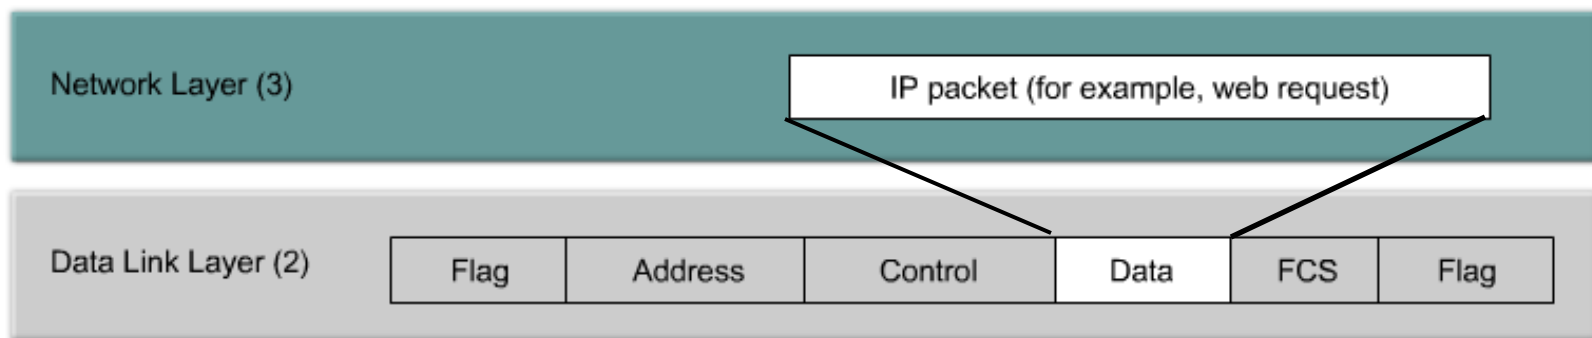 Network Layer (3)
IP packet (for example, web request)
Data Link Layer (2)
Flag
Address
Control
Data
FCS
Flag